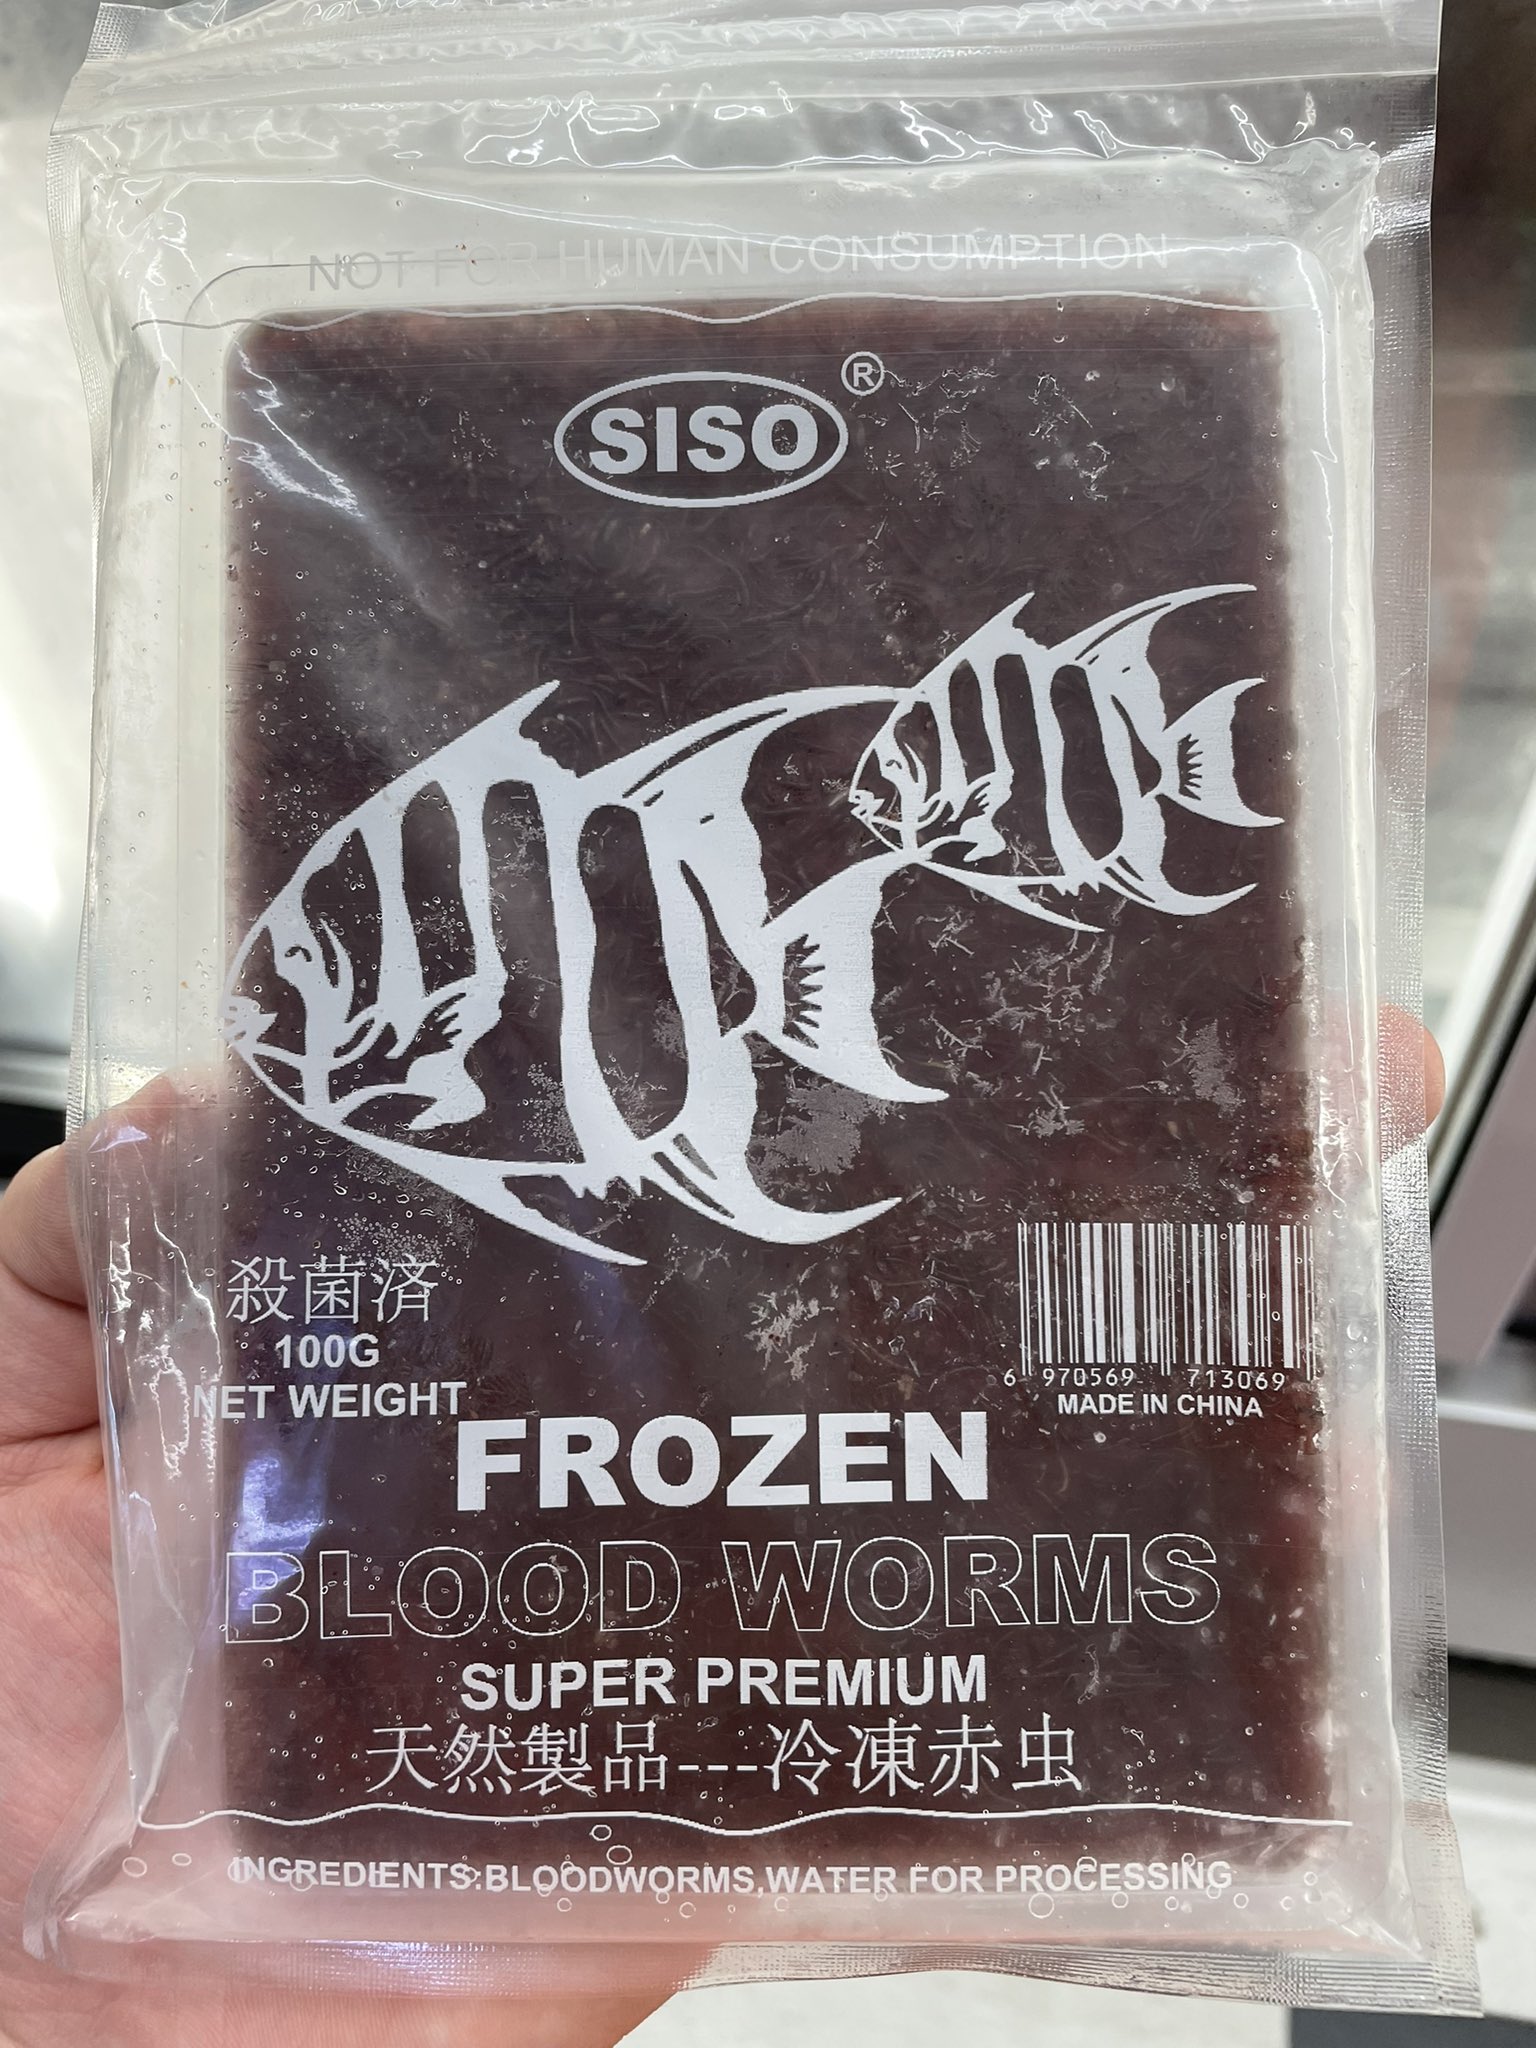 NOT FOR HUMAN CONSUMPTION
SISO®
殺菌済
100G
NET WEIGHT
6 970569 713069
MADE IN CHINA
FROZEN
BLOOD WORMS
SUPER PREMIUM
天然製品---冷凍赤虫
INGREDIENTS:BLOODWORMS,WATER FOR PROCESSING